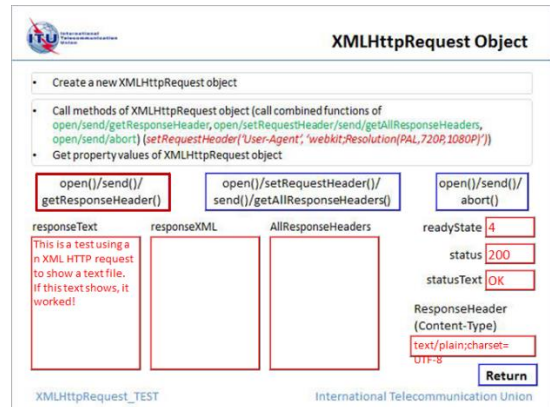 ITU
International
Telecommunication
Union
XMLHttpRequest Object
• Create a new XMLHttpRequest object
• Call methods of XMLHttpRequest object (call combined functions of
open/send/getResponseHeader, open/setRequestHeader/send/getAllResponseHeaders,
open/send/abort) (setRequestHeader('User-Agent', 'webkit;Resolution(PAL,720P,1080P)'))
• Get property values of XMLHttpRequest object
open()/send()/
getResponseHeader()
open()/setRequestHeader()/
send()/getAllResponseHeaders()
open()/send()/
abort()
responseText
responseXML
AllResponseHeaders
readyState 4
This is a test using a
n XML HTTP request
to show a text file.
If this text shows, it
worked!
status 200
statusText OK
ResponseHeader
(Content-Type)
text/plain;charset=
UTF-8
Return
XMLHttpRequest_TEST
International Telecommunication Union